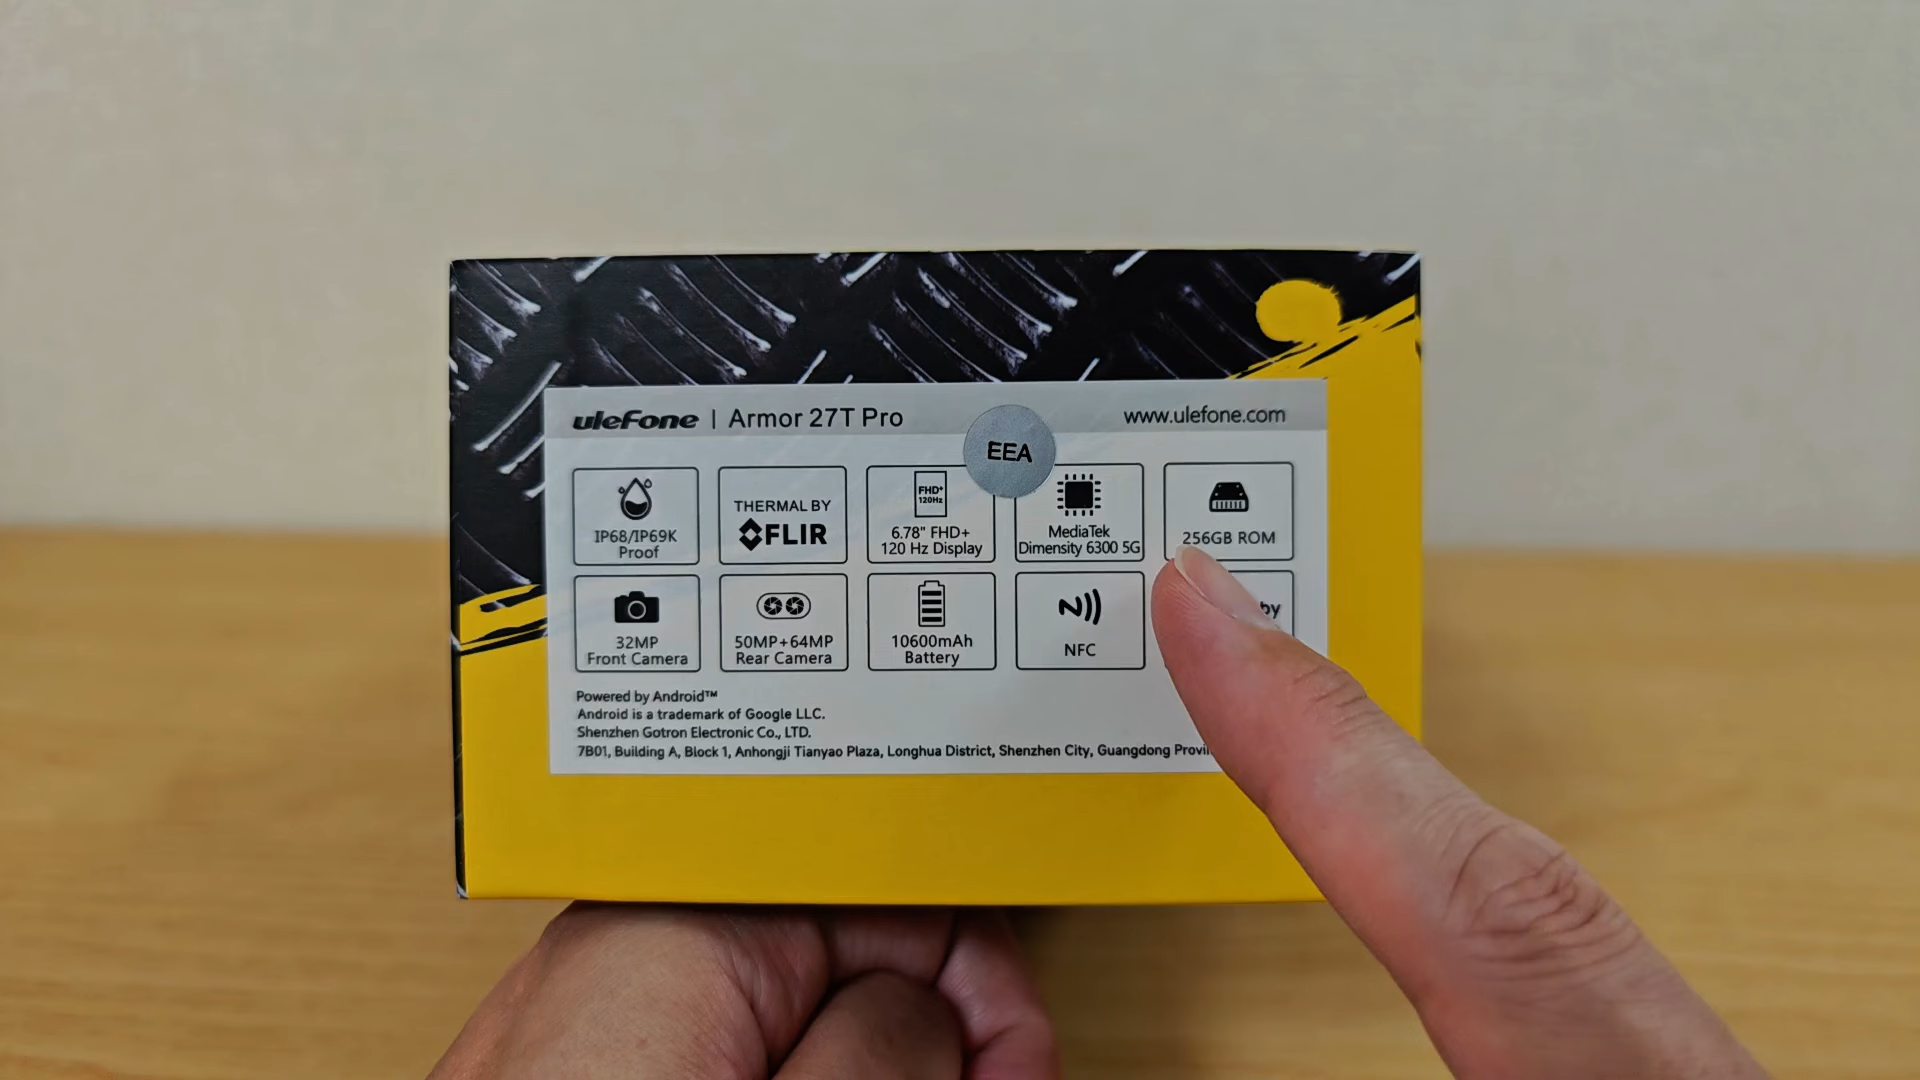 uleFone | Armor 27T Pro
www.ulefone.com
EEA
IP68/IP69K
Proof
THERMAL BY
FLIR
FHD+
120Hz
6.78" FHD+
120 Hz Display
MediaTek
Dimensity 6300 5G
256GB ROM
32MP
Front Camera
50MP+64MP
Rear Camera
10600mAh
Battery
NFC
Powered by Android™
Android is a trademark of Google LLC.
Shenzhen Gotron Electronic Co., LTD.
7B01, Building A, Block 1, Anhongji Tianyao Plaza, Longhua District, Shenzhen City, Guangdong